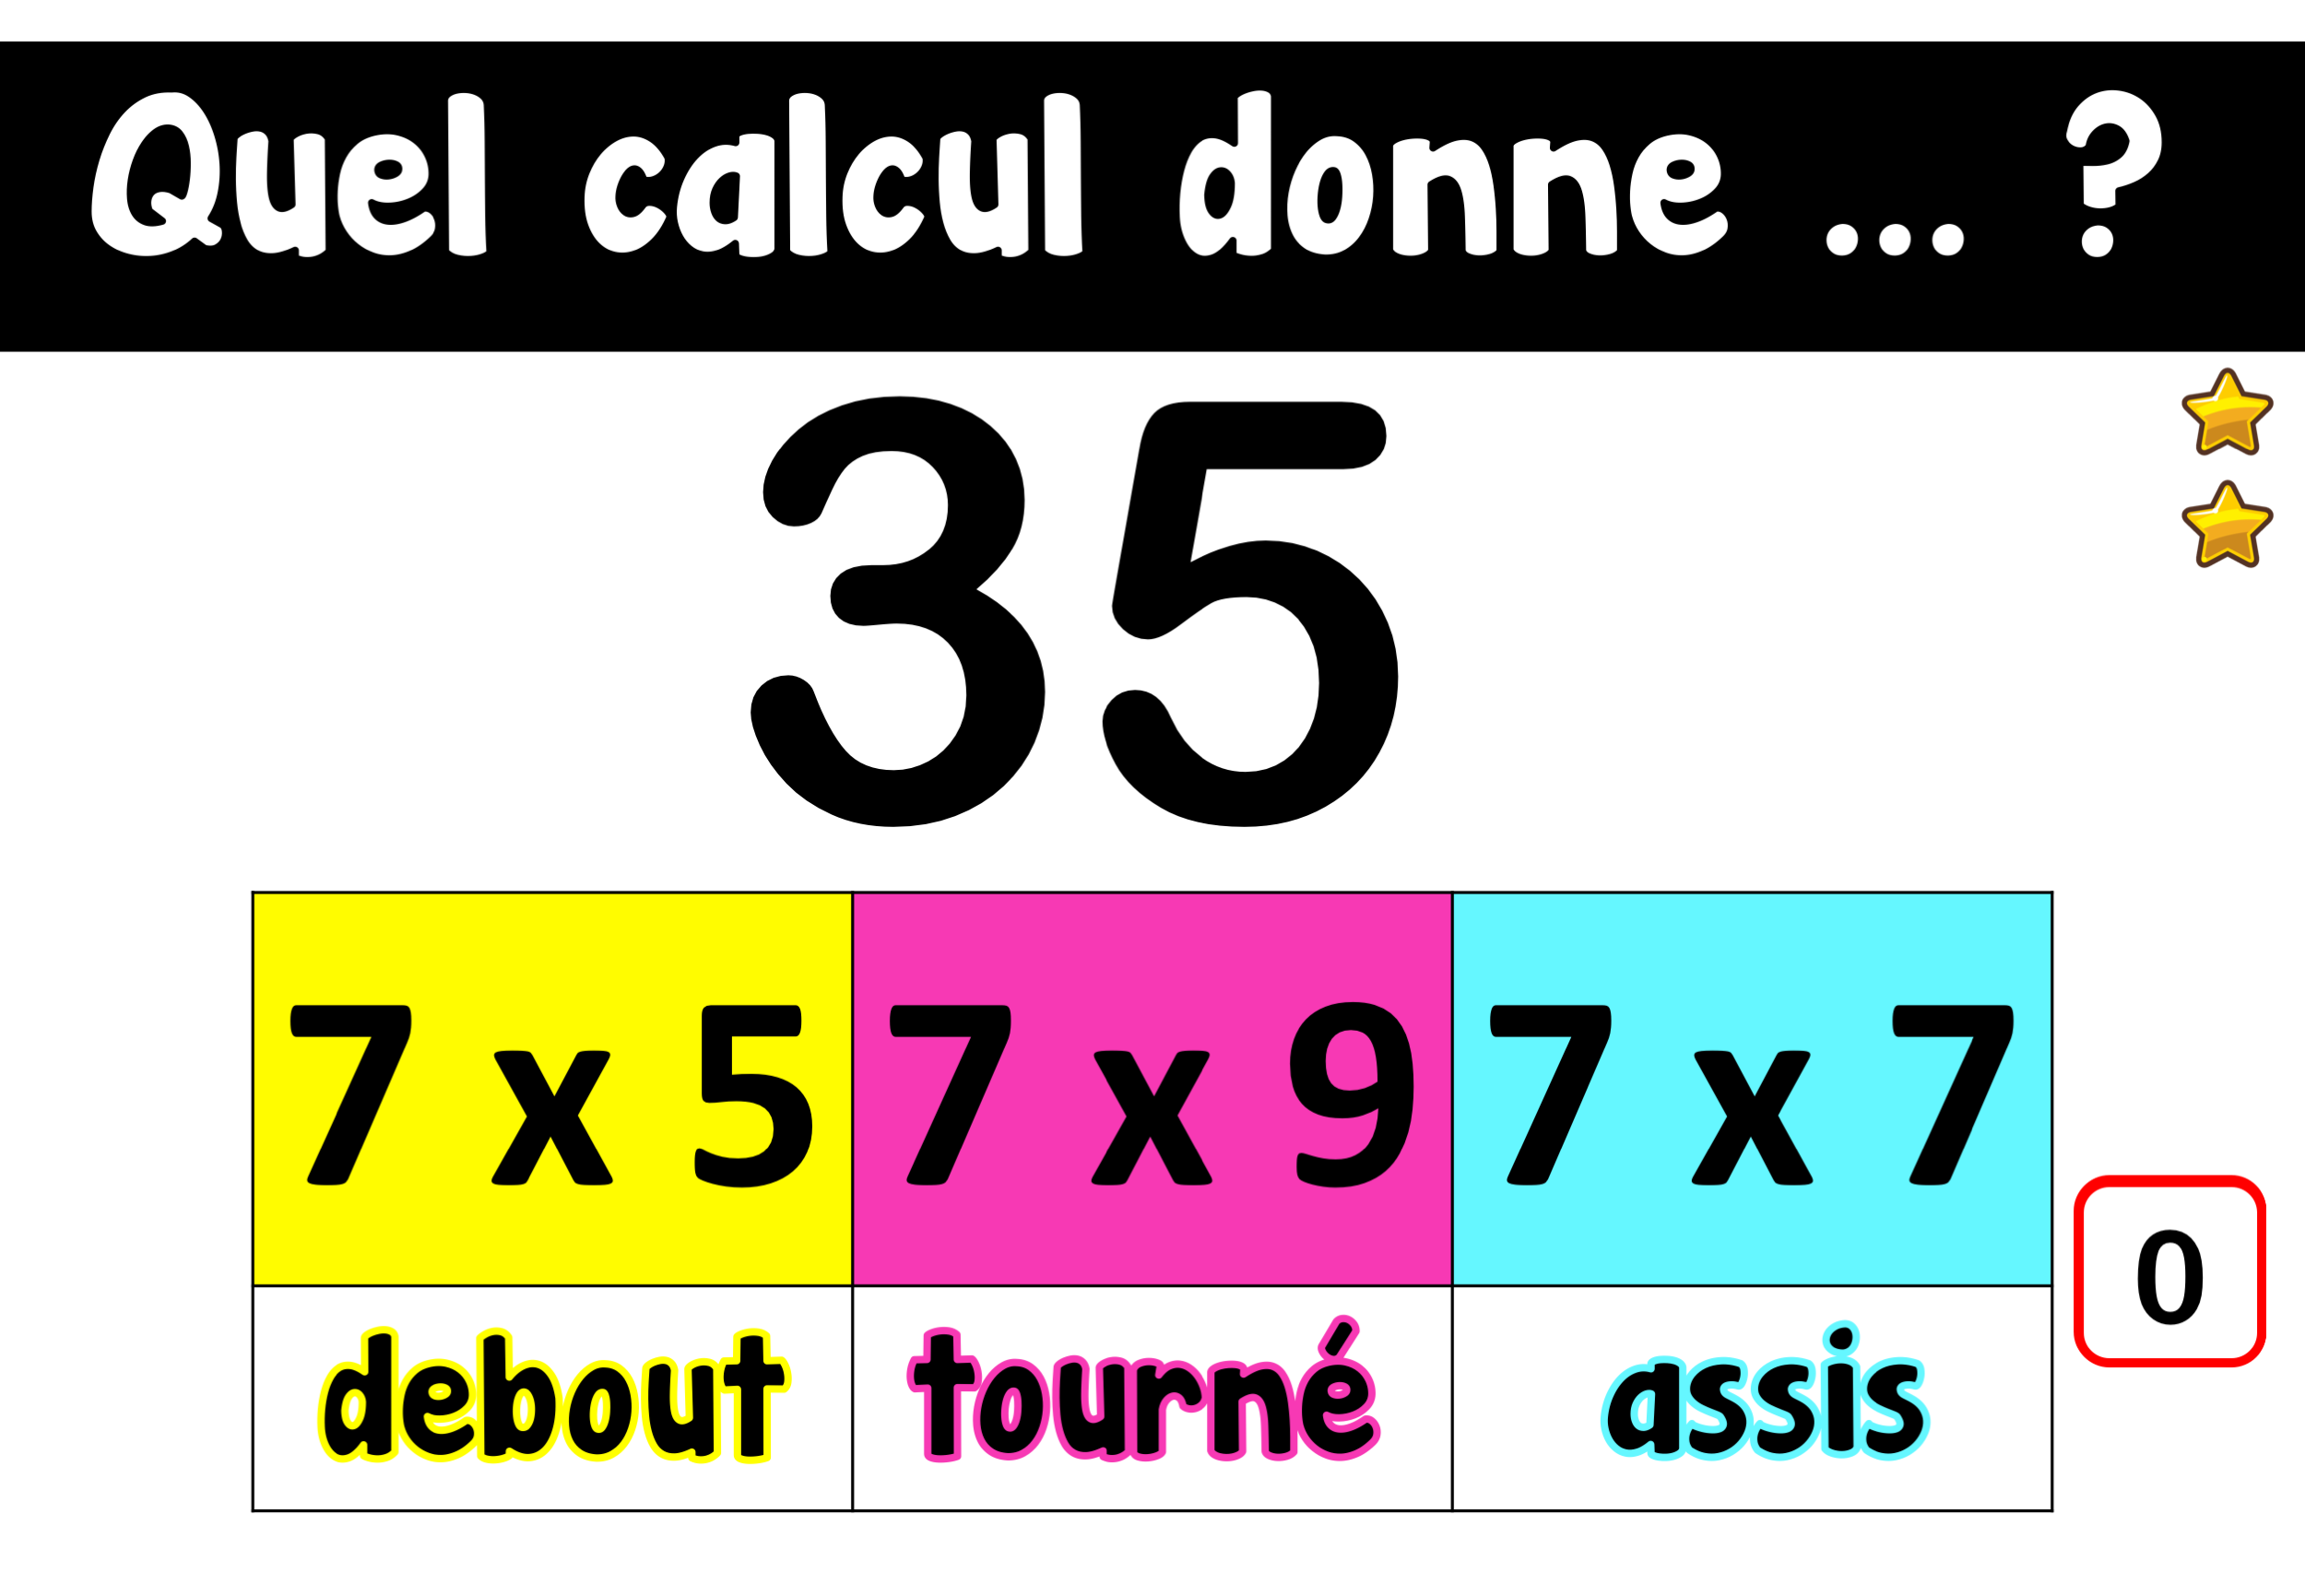 Quel calcul donne ... ?
35
7 x 5 7 x 9 7 x 7
0
debout tourné assis